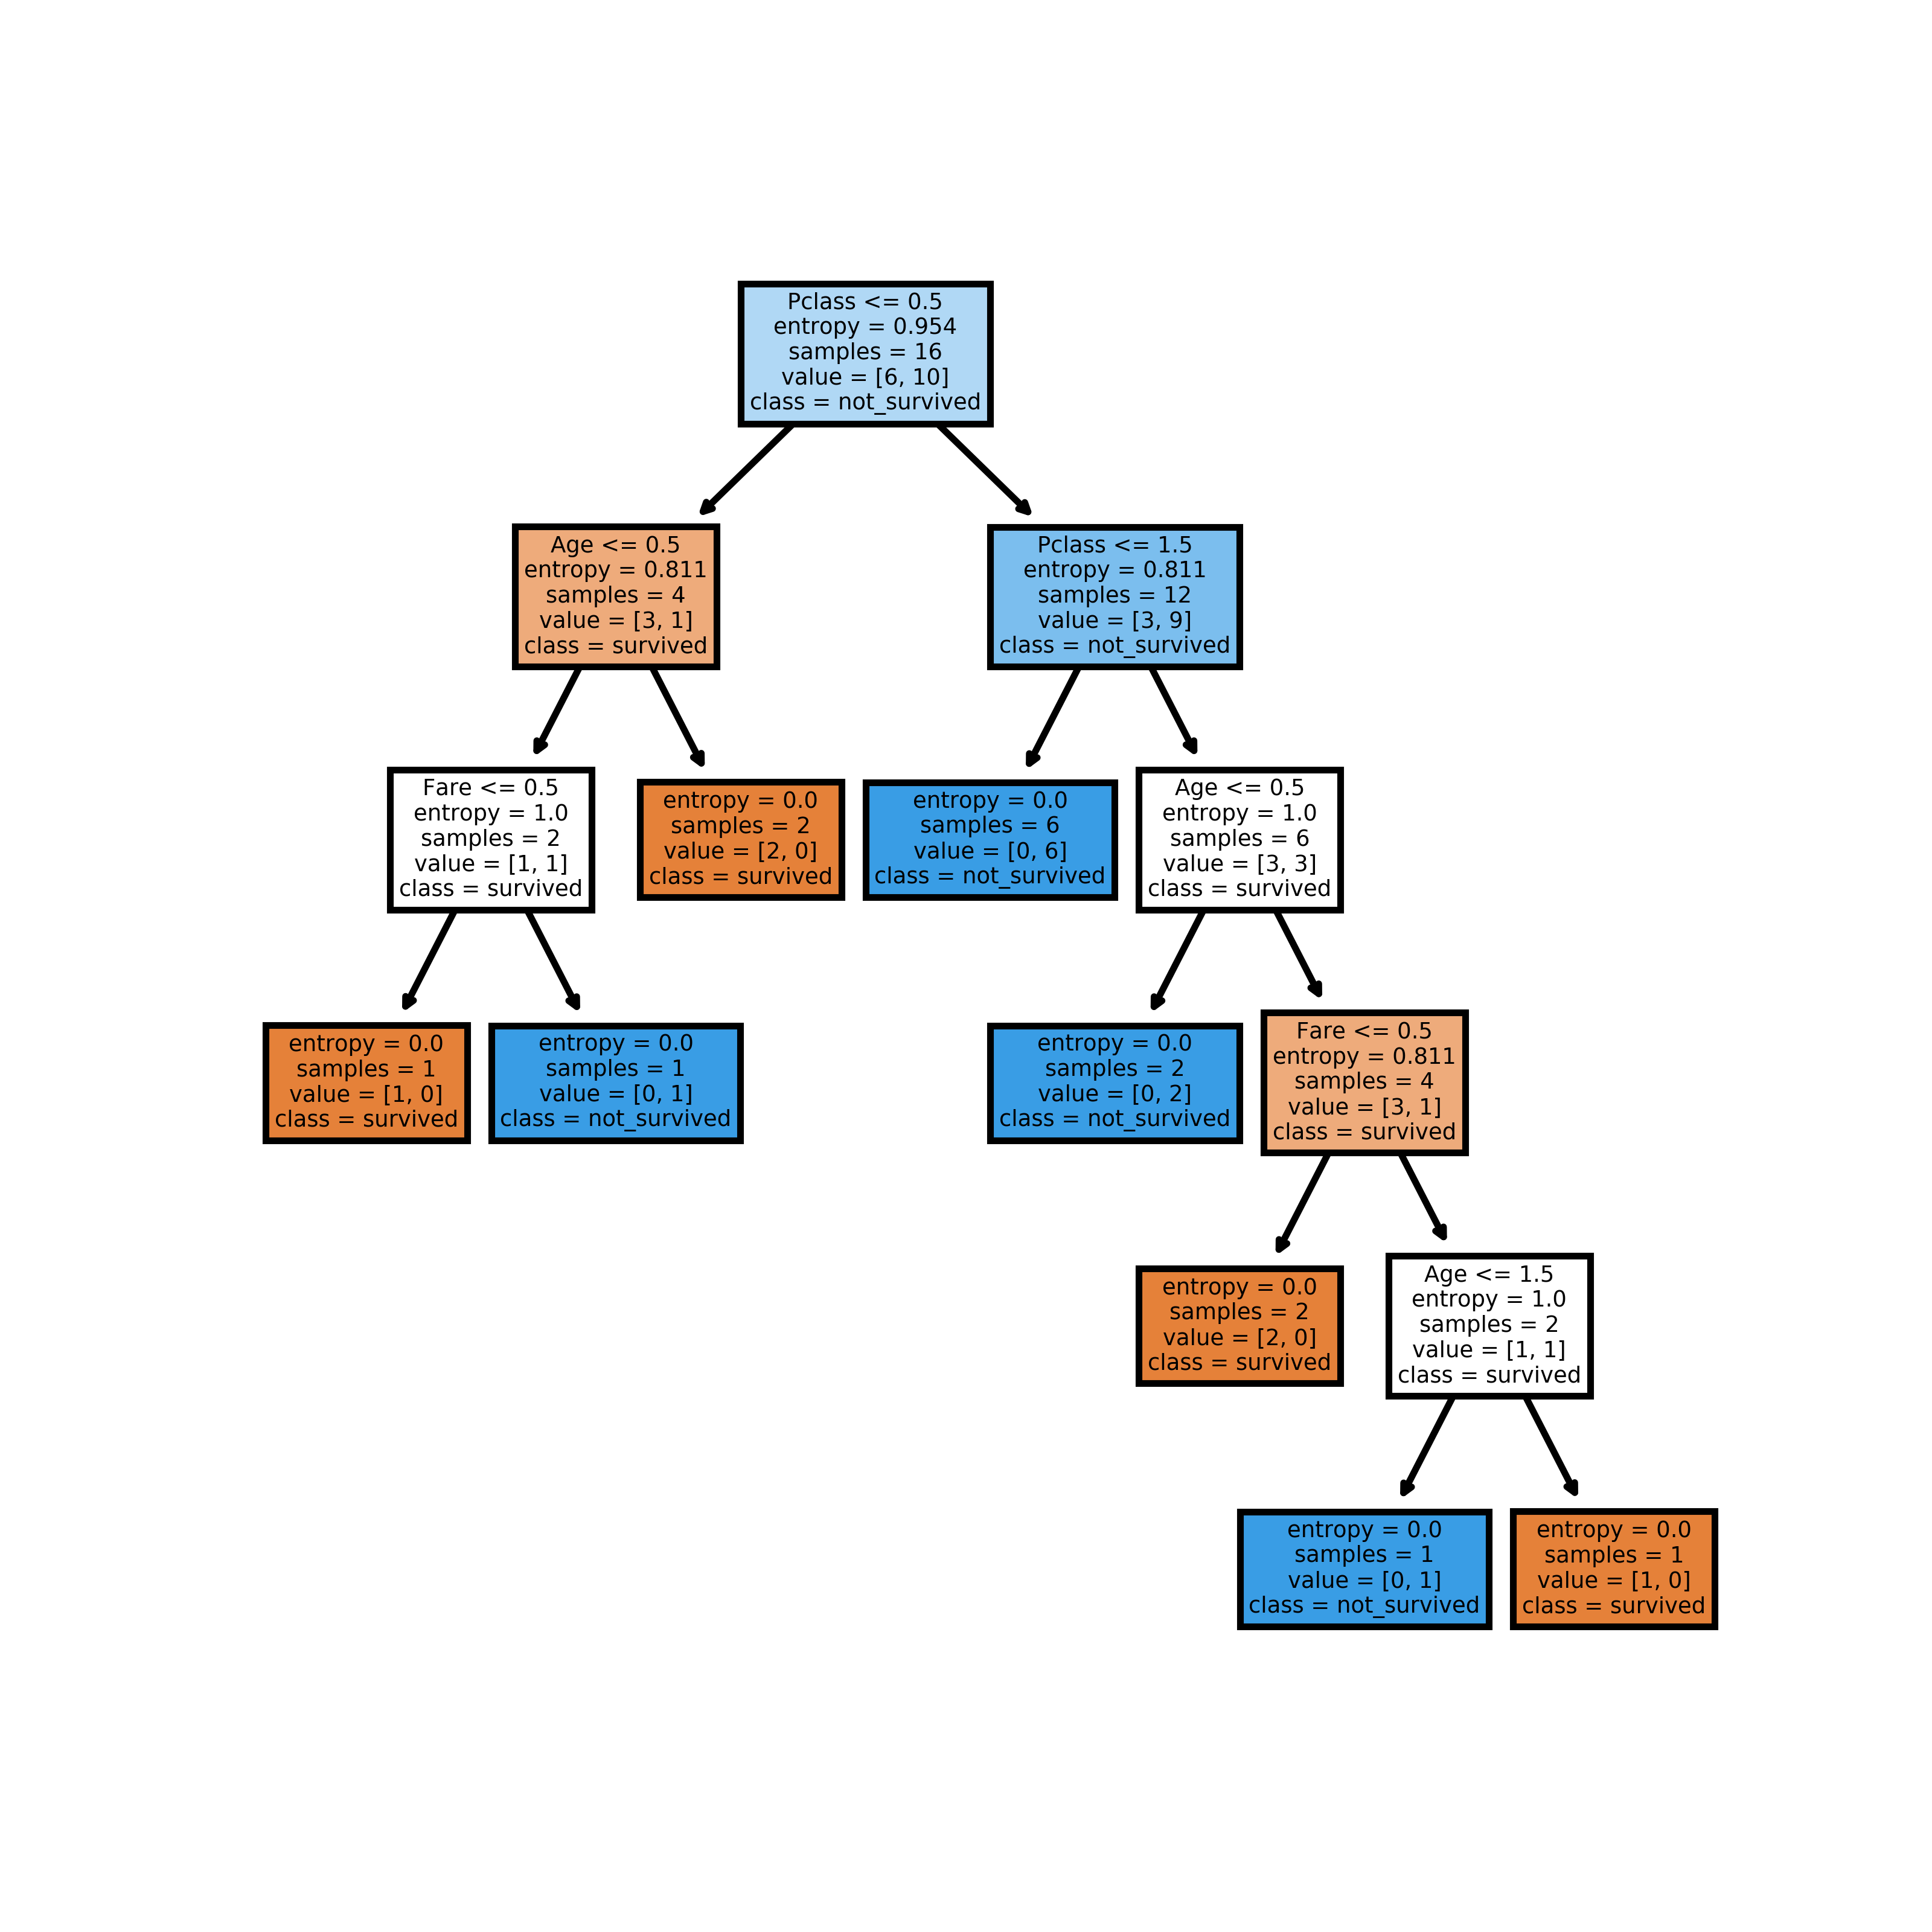 Pclass <= 0.5
entropy = 0.954
samples = 16
value = [6, 10]
class = not_survived
Age <= 0.5
entropy = 0.811
samples = 4
value = [3, 1]
class = survived
Pclass <= 1.5
entropy = 0.811
samples = 12
value = [3, 9]
class = not_survived
Fare <= 0.5
entropy = 1.0
samples = 2
value = [1, 1]
class = survived
entropy = 0.0
samples = 2
value = [2, 0]
class = survived
entropy = 0.0
samples = 6
value = [0, 6]
class = not_survived
Age <= 0.5
entropy = 1.0
samples = 6
value = [3, 3]
class = survived
entropy = 0.0
samples = 1
value = [1, 0]
class = survived
entropy = 0.0
samples = 1
value = [0, 1]
class = not_survived
entropy = 0.0
samples = 2
value = [0, 2]
class = not_survived
Fare <= 0.5
entropy = 0.811
samples = 4
value = [3, 1]
class = survived
entropy = 0.0
samples = 2
value = [2, 0]
class = survived
Age <= 1.5
entropy = 1.0
samples = 2
value = [1, 1]
class = survived
entropy = 0.0
samples = 1
value = [0, 1]
class = not_survived
entropy = 0.0
samples = 1
value = [1, 0]
class = survived